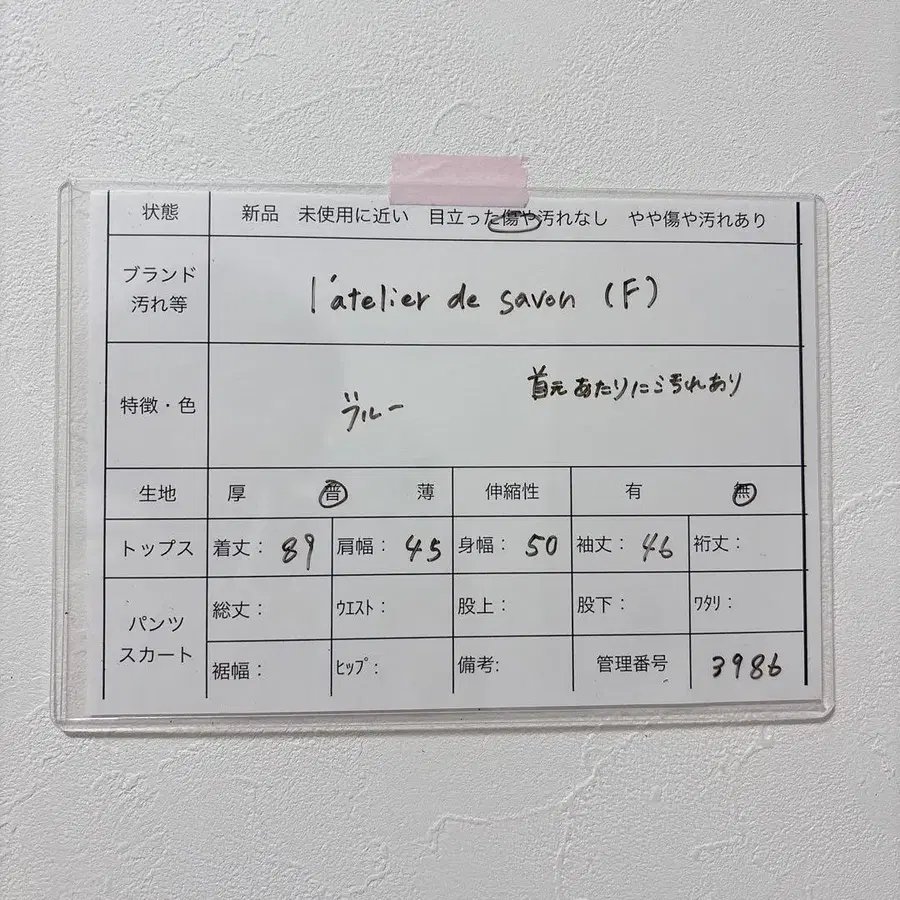 状態 新品 未使用に近い 目立った傷や汚れなし やや傷や汚れあり
ブランド
汚れ等
l'atelier de savon (F)
特徴・色
ブルー
首元あたりに汚れあり
生地 厚 普 薄 伸縮性 有 無
トップス 着丈: 89 肩幅: 45 身幅: 50 袖丈: 46 裄丈:
パンツ
スカート
総丈: ウエスト: 股上: 股下: ワタリ:
裾幅: ヒップ: 備考: 管理番号 3986